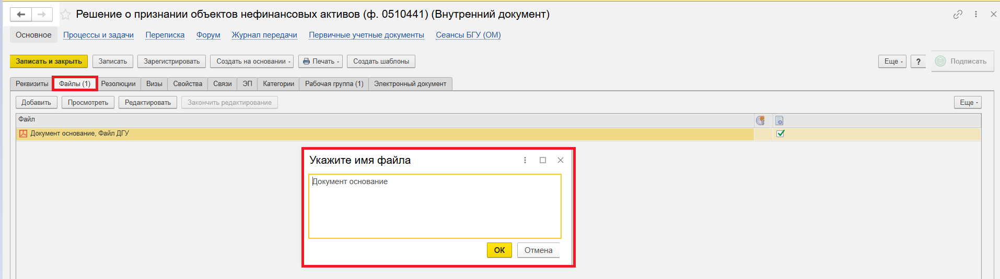 Решение о признании объектов нефинансовых активов (ф. 0510441) (Внутренний документ)
Основное Процессы и задачи Переписка Форум Журнал передачи Первичные учетные документы Сеансы БГУ (ОМ)
Записать и закрыть Записать Зарегистрировать Создать на основании Печать Создать шаблоны Еще ? Подписать
Реквизиты Файлы (1) Резолюции Визы Свойства Связи ЭП Категории Рабочая группа (1) Электронный документ
Добавить Просмотреть Редактировать Закончить редактирование Еще
Файл
Документ основание, Файл ДГУ
Укажите имя файла
Документ основание
ОК Отмена